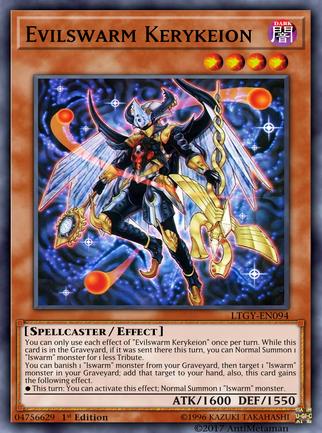 EVILSWARM KERYKEION
DARK
闇
LTGY-EN094
[SPELLCASTER / EFFECT]
You can only use each effect of "Evilswarm Kerykeion" once per turn. While this
card is in the Graveyard, if it was sent there this turn, you can Normal Summon 1
"lswarm" monster for 1 less Tribute.
You can banish 1 "lswarm" monster from your Graveyard, then target 1 "lswarm"
monster in your Graveyard; add that target to your hand, also, this card gains
the following effect.
● This turn: You can activate this effect; Normal Summon 1 "lswarm" monster.
ATK/1600 DEF/1550
04756629 1st Edition ©1996 KAZUKI TAKAHASHI
©2017 AntiMetaman